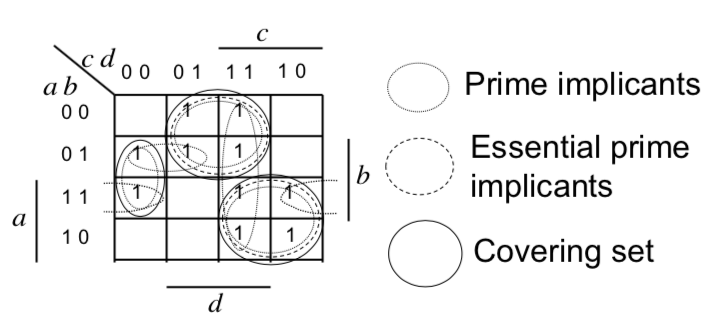 c
c d
0 0 0 1 1 1 1 0
a b
0 0 1 1
0 1 1 1 1
1 1 1 1 1
1 0 1 1
a
b
d
Prime implicants
Essential prime
implicants
Covering set